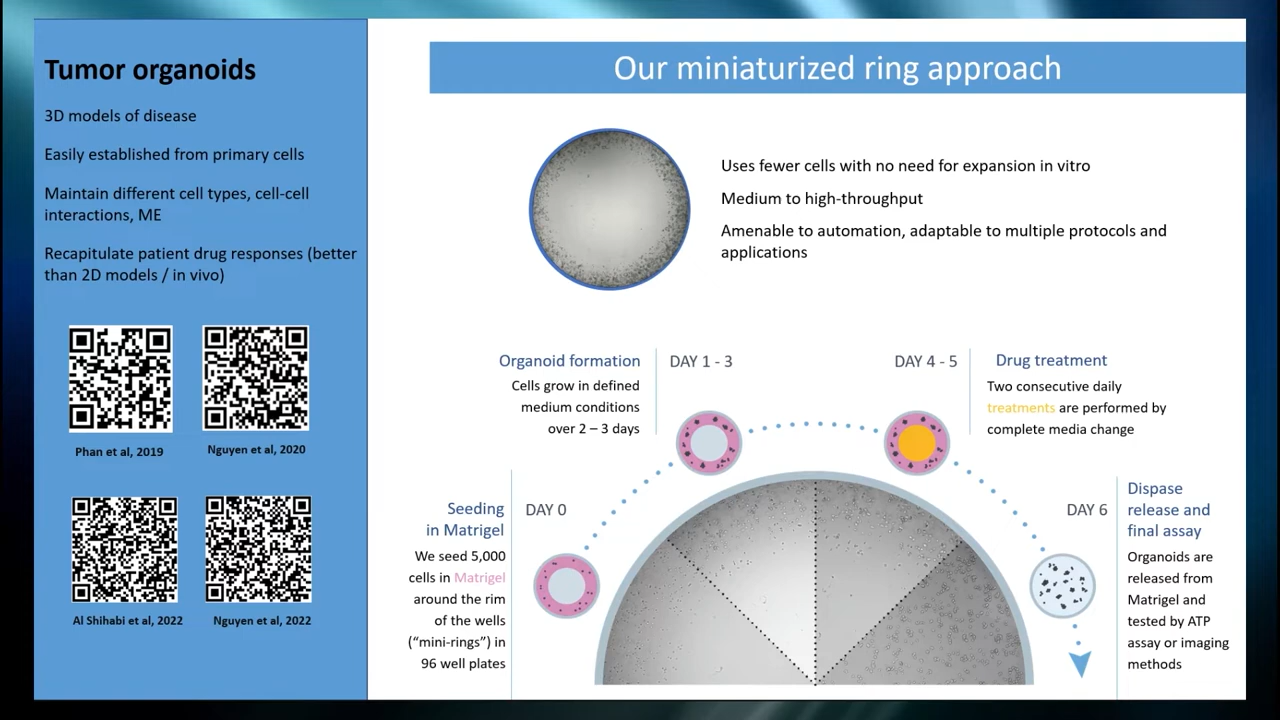 Tumor organoids
3D models of disease
Easily established from primary cells
Maintain different cell types, cell-cell
interactions, ME
Recapitulate patient drug responses (better
than 2D models / in vivo)
Phan et al, 2019
Nguyen et al, 2020
Al Shihabi et al, 2022
Nguyen et al, 2022
Our miniaturized ring approach
Uses fewer cells with no need for expansion in vitro
Medium to high-throughput
Amenable to automation, adaptable to multiple protocols and
applications
Seeding
in Matrigel
DAY 0
We seed 5,000
cells in Matrigel
around the rim
of the wells
(“mini-rings”) in
96 well plates
Organoid formation
DAY 1 - 3
Cells grow in defined
medium conditions
over 2 – 3 days
DAY 4 - 5
Drug treatment
Two consecutive daily
treatments are performed by
complete media change
DAY 6
Dispase
release and
final assay
Organoids are
released from
Matrigel and
tested by ATP
assay or imaging
methods